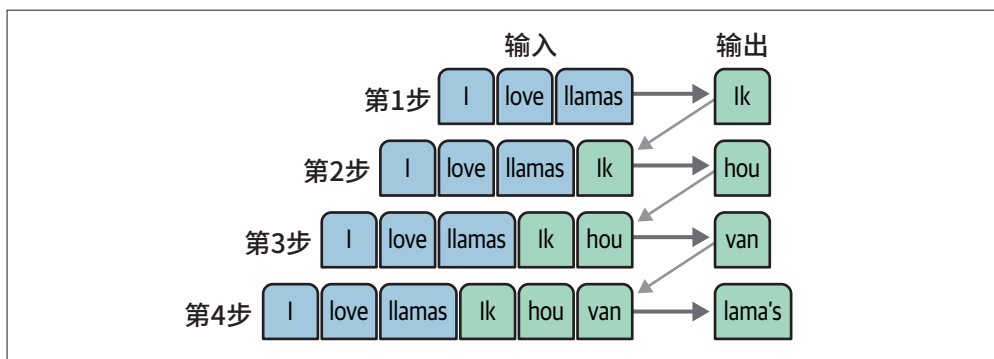 输入 输出
第1步 I love llamas Ik
第2步 I love llamas Ik hou
第3步 I love llamas Ik hou van
第4步 I love llamas Ik hou van lama's